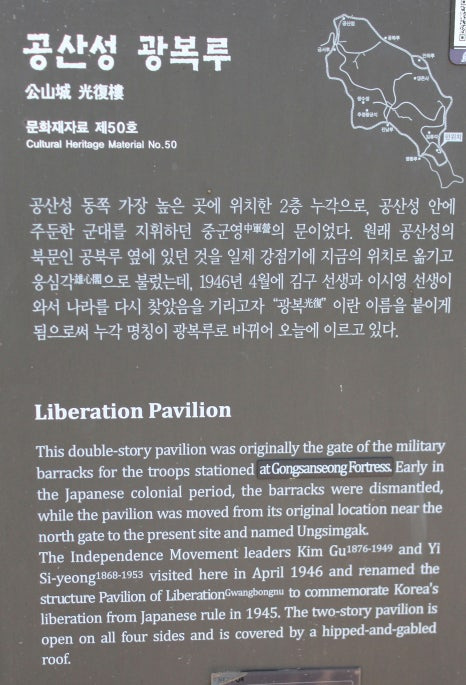 공산성 광복루
公山城 光復樓
문화재자료 제50호
Cultural Heritage Material No.50
공산성 동쪽 가장 높은 곳에 위치한 2층 누각으로, 공산성 안에
주둔한 군대를 지휘하던 중군영中軍營의 문이었다. 원래 공산성의
북문인 공북루 옆에 있던 것을 일제 강점기에 지금의 위치로 옮기고
웅심각雄心閣으로 불렀는데, 1946년 4월에 김구 선생과 이시영 선생이
와서 나라를 다시 찾았음을 기리고자 “광복光復”이란 이름을 붙이게
됨으로써 누각 명칭이 광복루로 바뀌어 오늘에 이르고 있다.
Liberation Pavilion
This double-story pavilion was originally the gate of the military
barracks for the troops stationed at Gongsanseong Fortress. Early in
the Japanese colonial period, the barracks were dismantled,
while the pavilion was moved from its original location near the
north gate to the present site and named Ungsimgak.
The Independence Movement leaders Kim Gu1876-1949 and Yi
Si-yeong1868-1953 visited here in April 1946 and renamed the
structure Pavilion of LiberationGwangbongnu to commemorate Korea's
liberation from Japanese rule in 1945. The two-story pavilion is
open on all four sides and is covered by a hipped-and-gabled
roof.